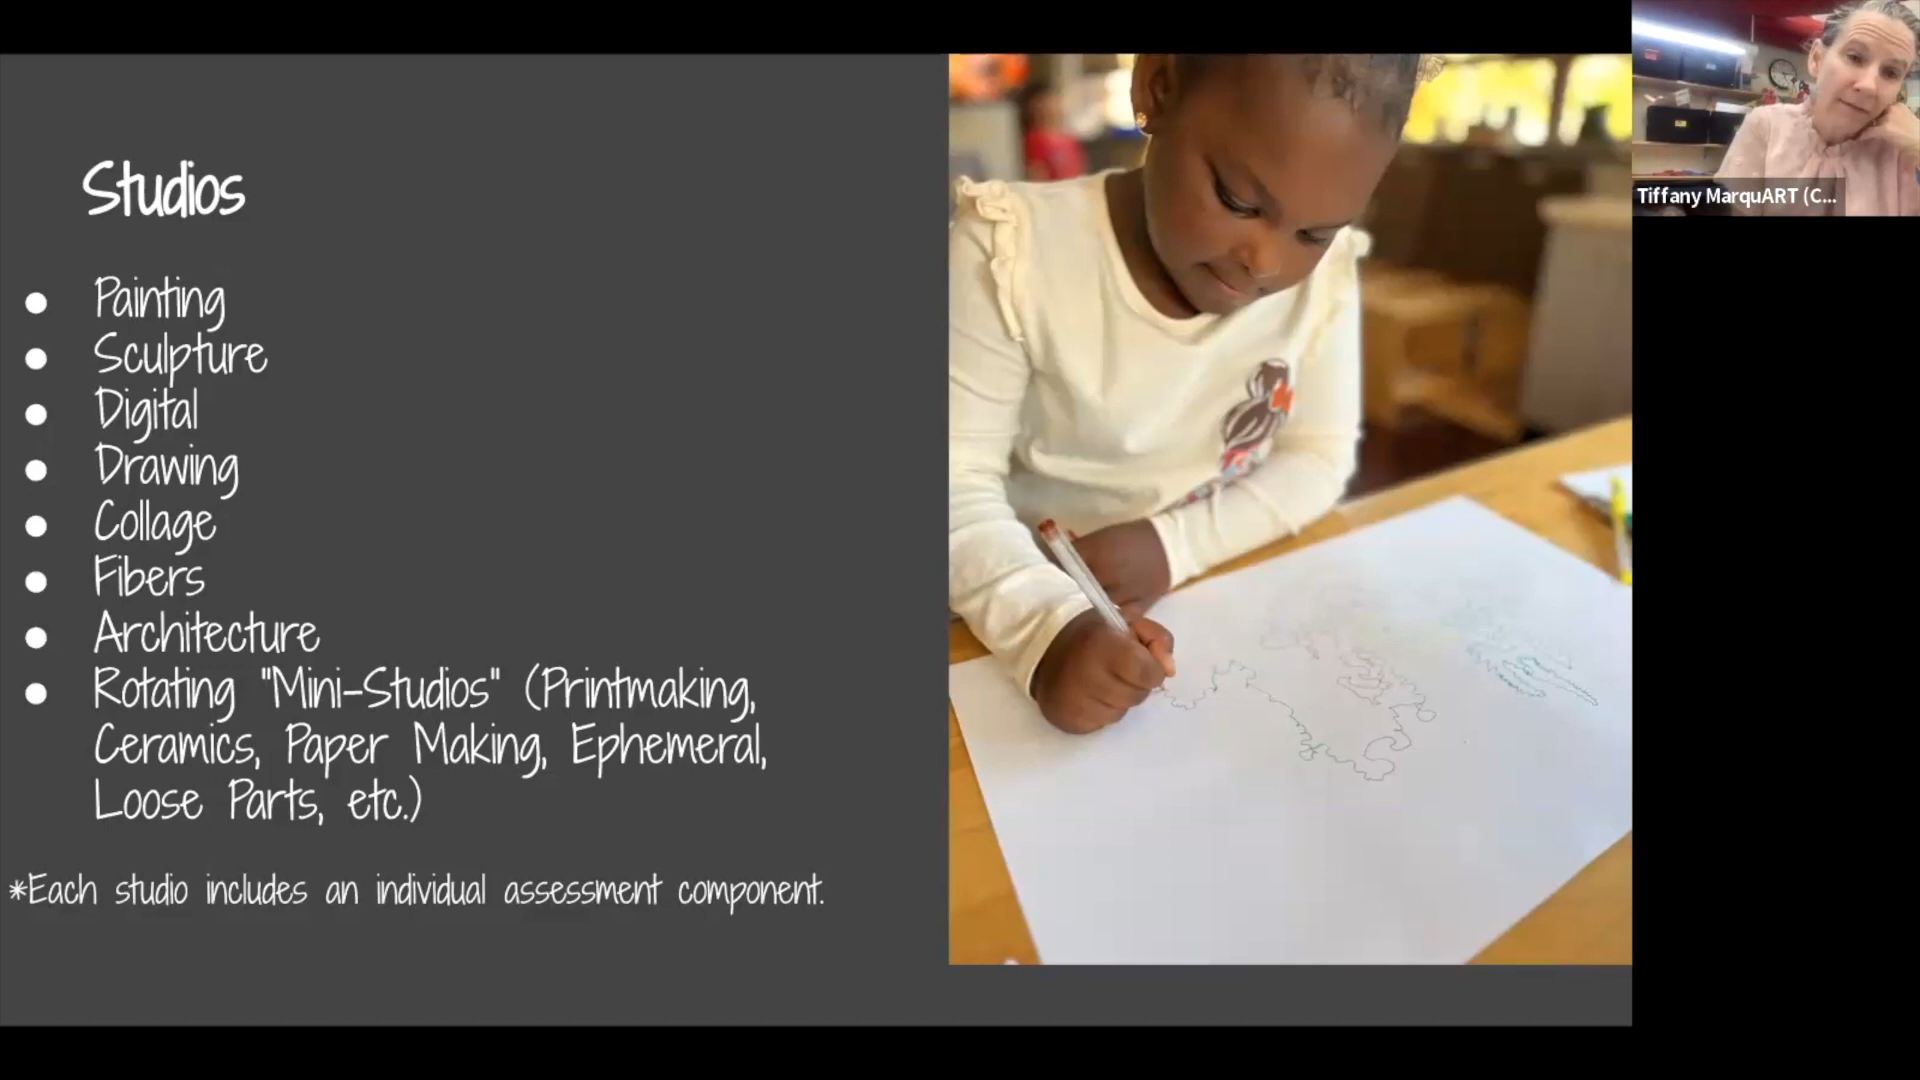 Studios
● Painting
● Sculpture
● Digital
● Drawing
● Collage
● Fibers
● Architecture
● Rotating "Mini-Studios" (Printmaking,
Ceramics, Paper Making, Ephemeral,
Loose Parts, etc.)
*Each studio includes an individual assessment component.
Tiffany MarquART (C...